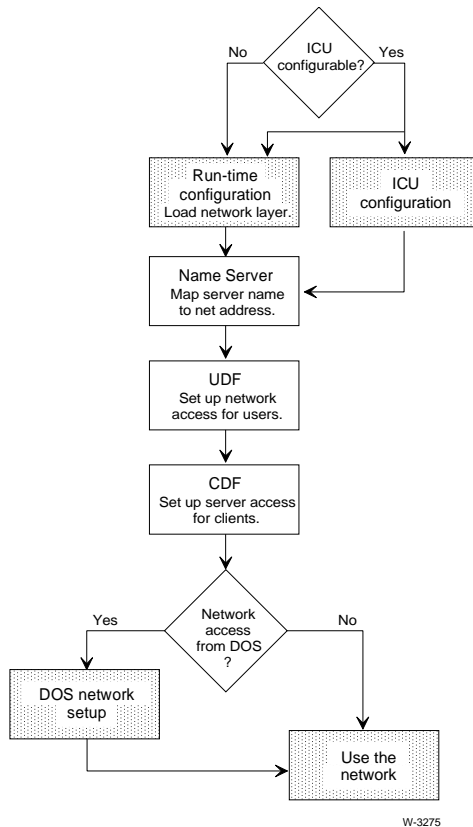 ICU
configurable?
No
Yes
Run-time
configuration
Load network layer.
ICU
configuration
Name Server
Map server name
to net address.
UDF
Set up network
access for users.
CDF
Set up server access
for clients.
Network
access
from DOS
?
Yes
No
DOS network
setup
Use the
network
W-3275